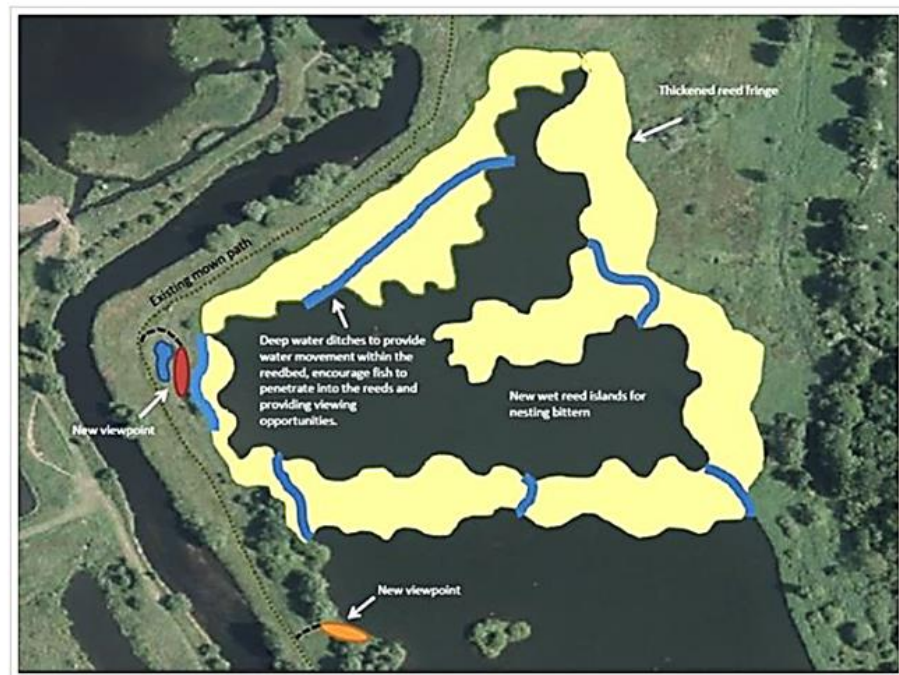 Thickened reed fringe
Existing mown path
Deep water ditches to provide
water movement within the
reedbed, encourage fish to
penetrate into the reeds and
providing viewing
opportunities.
New wet reed islands for
nesting bittern
New viewpoint
New viewpoint